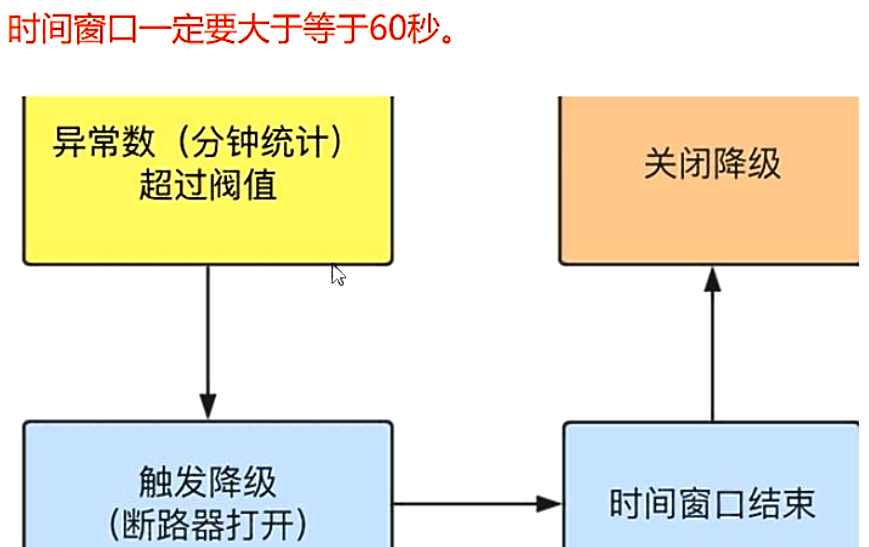 时间窗口一定要大于等于60秒。
异常数（分钟统计）
超过阀值
关闭降级
触发降级
（断路器打开）
时间窗口结束